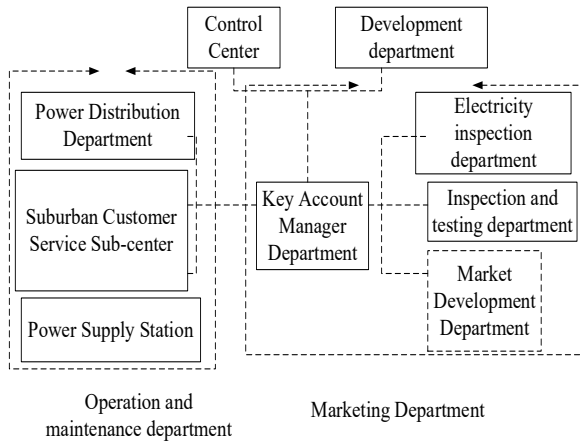 Control
Center
Development
department
Power Distribution
Department
Electricity
inspection
department
Suburban Customer
Service Sub-center
Key Account
Manager
Department
Inspection and
testing department
Market
Development
Department
Power Supply Station
Operation and
maintenance department
Marketing Department